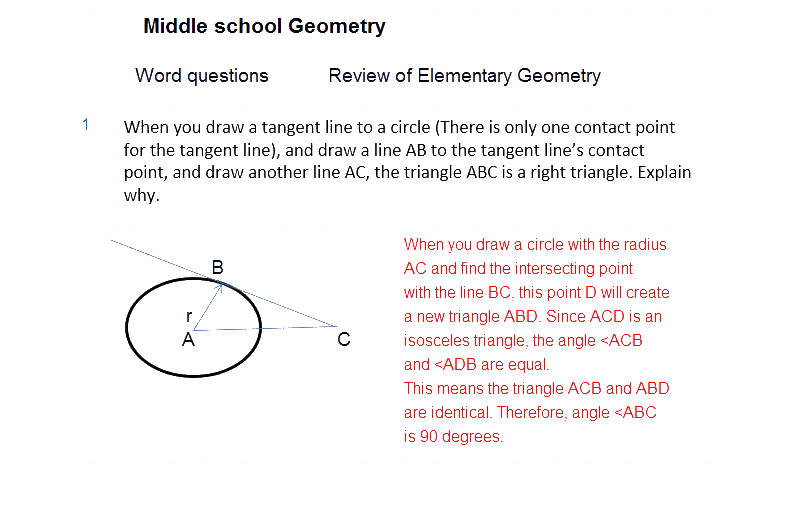 Middle school Geometry
Word questions Review of Elementary Geometry
1 When you draw a tangent line to a circle (There is only one contact point
for the tangent line), and draw a line AB to the tangent line's contact
point, and draw another line AC, the triangle ABC is a right triangle. Explain
why.
B
r
A
C
When you draw a circle with the radius
AC and find the intersecting point
with the line BC, this point D will create
a new triangle ABD. Since ACD is an
isosceles triangle, the angle <ACB
and <ADB are equal.
This means the triangle ACB and ABD
are identical. Therefore, angle <ABC
is 90 degrees.